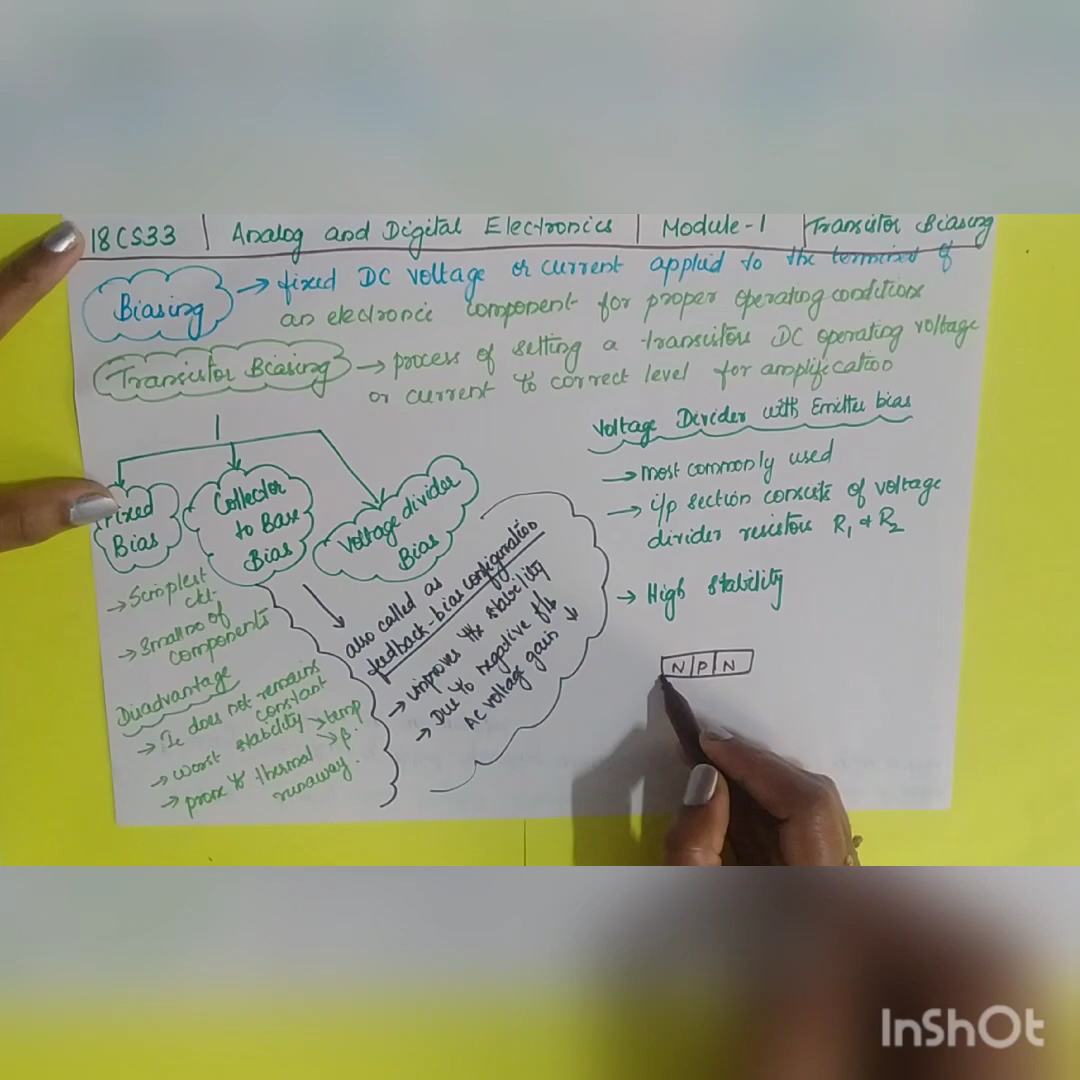 18CS33 | Analog and Digital Electronics | Module-1 | Transistor Biasing
Biasing → fixed DC voltage or current applied to the terminal of
an electronic component for proper operating conditions
Transistor Biasing → process of setting a transistors DC operating voltage
or current to correct level for amplification
Fixed
Bias
→ Simplest
ckt.
→ Small no of
components
Disadvantage
→ Ic does not remains
constant
→ worst stability → temp
→ β.
→ prone to thermal
runaway.
Collector
to Base
Bias
also called as
feedback-bias configuration
→ improves the stability
→ Due to negative f/b
AC voltage gain ↓
Voltage divider
Bias
Voltage Divider with Emitter bias
→ most commonly used
→ i/p section consists of voltage
divider resistors R1 & R2
→ High stability
N P N
InShOt